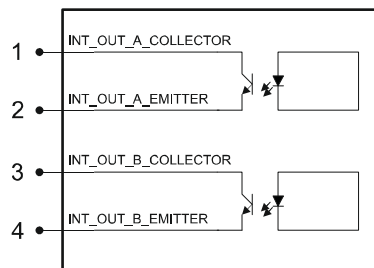 1 INT_OUT_A_COLLECTOR
2 INT_OUT_A_EMITTER
3 INT_OUT_B_COLLECTOR
4 INT_OUT_B_EMITTER